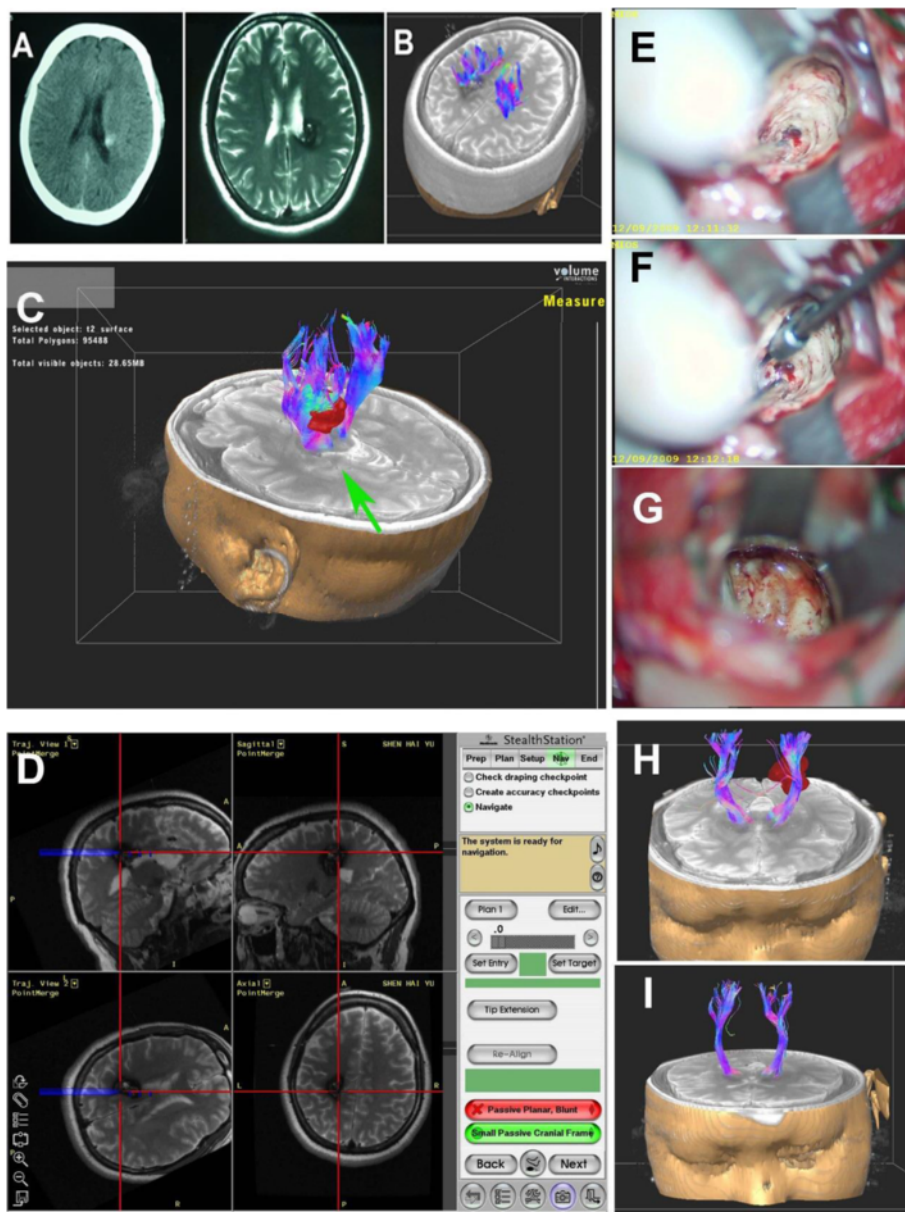 A
B
E
12/09/2009 12:11:32
F
12/09/2009 12:12:18
volume
INTERACTIONS
C
Measure
Selected object: t2 surface
Total Polygons: 95488
Total visible objects: 28.65MB
G
D
Traj. View 1
PointMerge
S
A
P
I
Sagittal
PointMerge
S
SHEN HAI YU
A
P
I
Traj. View 2
PointMerge
L
A
P
R
Axial
PointMerge
A
SHEN HAI YU
L
R
P
StealthStation
Prep Plan Setup Nav End
Check draping checkpoint
Create accuracy checkpoints
Navigate
The system is ready for
navigation.
Plan 1
Edit...
.0
Set Entry
Set Target
Tip Extension
Re-Align
Passive Planar, Blunt
Small Passive Cranial Frame
Back
Next
H
I